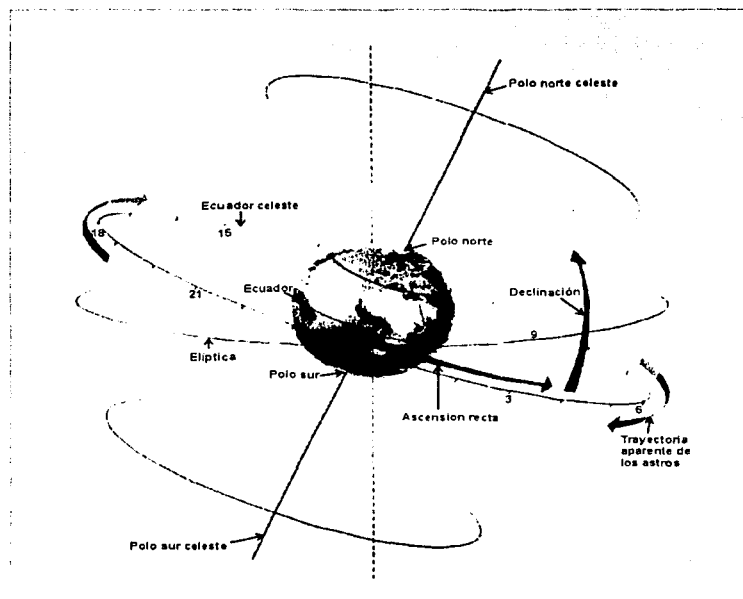 Polo norte celeste
Ecuador celeste
18
15
Polo norte
21
Ecuador
Declinación
9
Eliptica
Polo sur
Ascension recta
3
6
Trayectoria
aparente de
los astros
Polo sur celeste